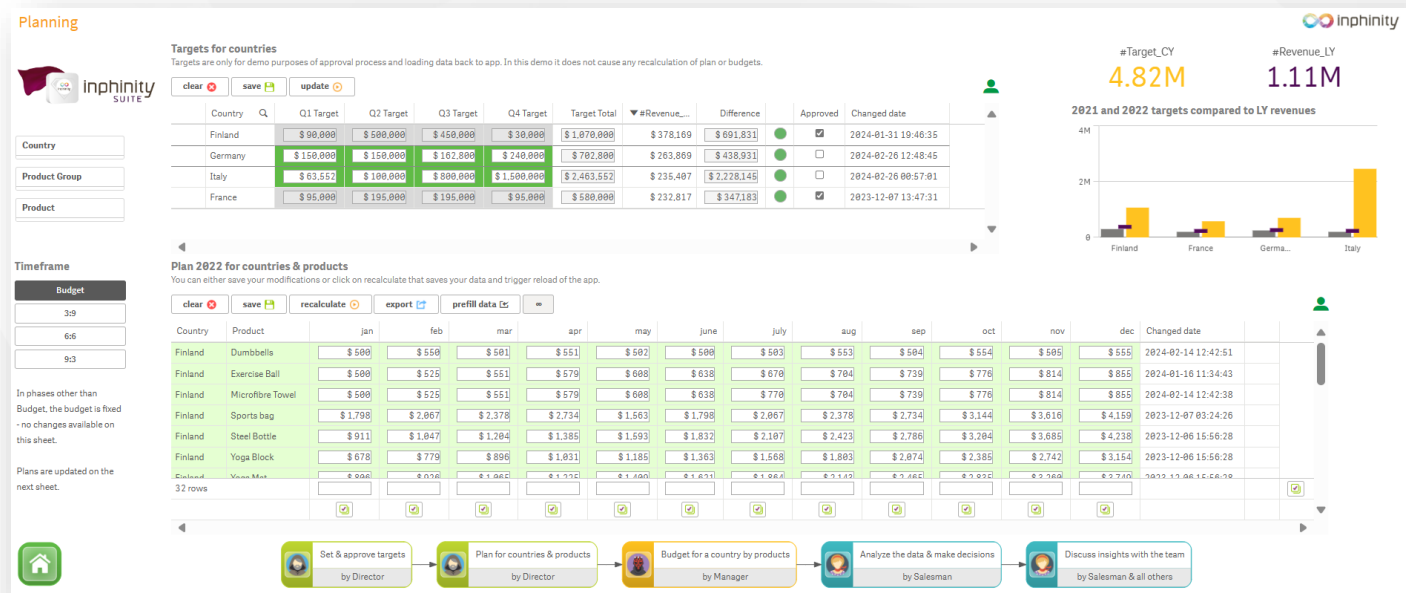 Planning
inphinity
inphinity
SUITE
Country
Product Group
Product
Timeframe
Budget
3:9
6:6
9:3
In phases other than
Budget, the budget is fixed
- no changes available on
this sheet.
Plans are updated on the
next sheet.
Targets for countries
Targets are only for demo purposes of approval process and loading data back to app. In this demo it does not cause any recalculation of plan or budgets.
clear save update
Country Q1 Target Q2 Target Q3 Target Q4 Target Target Total #Revenue_... Difference Approved Changed date
Finland $ 90,000 $ 500,000 $ 450,000 $ 30,000 $ 1,070,000 $ 378,169 $ 691,831 2024-01-31 19:46:35
Germany $ 150,000 $ 150,000 $ 162,800 $ 240,000 $ 702,800 $ 263,869 $ 438,931 2024-02-26 12:48:45
Italy $ 63,552 $ 100,000 $ 800,000 $ 1,500,000 $ 2,463,552 $ 235,407 $ 2,228,145 2024-02-26 00:57:01
France $ 95,000 $ 195,000 $ 195,000 $ 95,000 $ 580,000 $ 232,817 $ 347,183 2023-12-07 13:47:31
#Target_CY #Revenue_LY
4.82M 1.11M
2021 and 2022 targets compared to LY revenues
4M
2M
0
Finland France Germa... Italy
Plan 2022 for countries & products
You can either save your modifications or click on recalculate that saves your data and trigger reload of the app.
clear save recalculate export prefill data ∞
Country Product jan feb mar apr may june july aug sep oct nov dec Changed date
Finland Dumbbells $ 500 $ 550 $ 501 $ 551 $ 502 $ 500 $ 503 $ 553 $ 504 $ 554 $ 505 $ 555 2024-02-14 12:42:51
Finland Exercise Ball $ 500 $ 525 $ 551 $ 579 $ 608 $ 638 $ 670 $ 704 $ 739 $ 776 $ 814 $ 855 2024-01-16 11:34:43
Finland Microfibre Towel $ 500 $ 525 $ 551 $ 579 $ 608 $ 638 $ 770 $ 704 $ 739 $ 776 $ 814 $ 855 2024-02-14 12:42:38
Finland Sports bag $ 1,798 $ 2,067 $ 2,378 $ 2,734 $ 1,563 $ 1,798 $ 2,067 $ 2,378 $ 2,734 $ 3,144 $ 3,616 $ 4,159 2023-12-07 03:24:26
Finland Steel Bottle $ 911 $ 1,047 $ 1,204 $ 1,385 $ 1,593 $ 1,832 $ 2,107 $ 2,423 $ 2,786 $ 3,204 $ 3,685 $ 4,238 2023-12-06 15:56:28
Finland Yoga Block $ 678 $ 779 $ 896 $ 1,031 $ 1,185 $ 1,363 $ 1,568 $ 1,803 $ 2,074 $ 2,385 $ 2,742 $ 3,154 2023-12-06 15:56:28
Finland Yoga Mat
32 rows
Set & approve targets
by Director
Plan for countries & products
by Director
Budget for a country by products
by Manager
Analyze the data & make decisions
by Salesman
Discuss insights with the team
by Salesman & all others